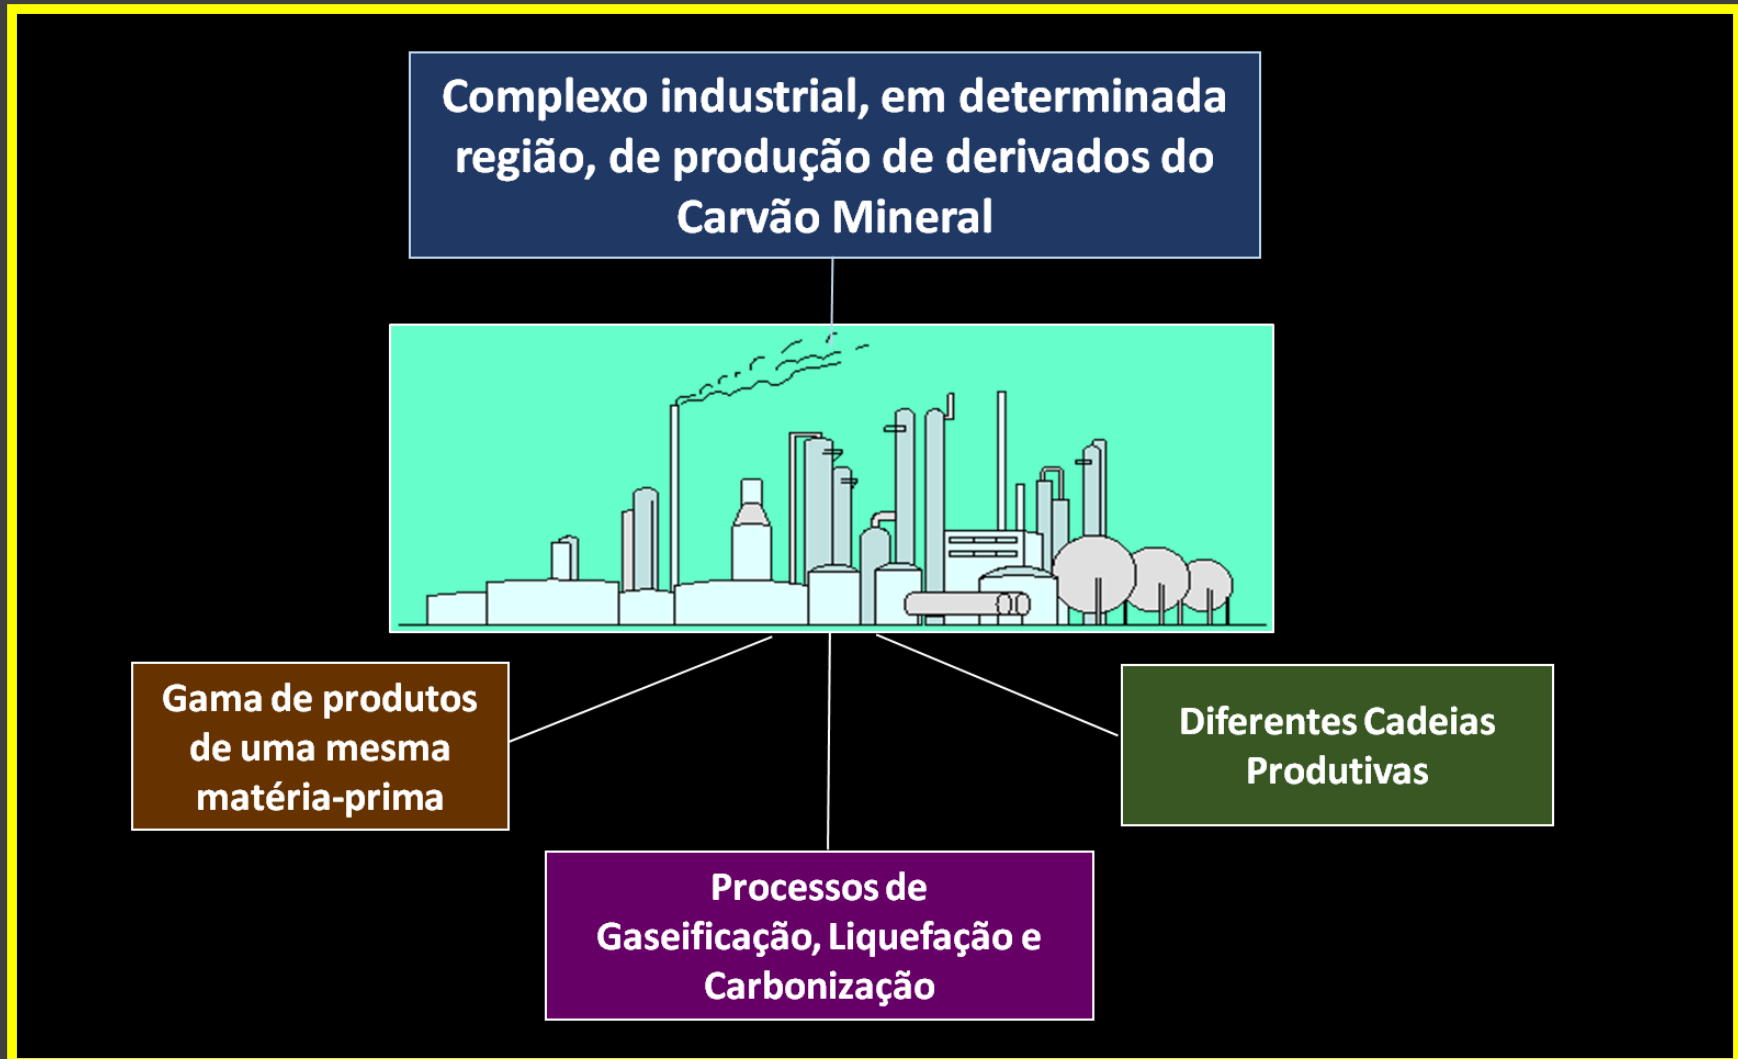 Complexo industrial, em determinada
região, de produção de derivados do
Carvão Mineral
Gama de produtos
de uma mesma
matéria-prima
Diferentes Cadeias
Produtivas
Processos de
Gaseificação, Liquefação e
Carbonização